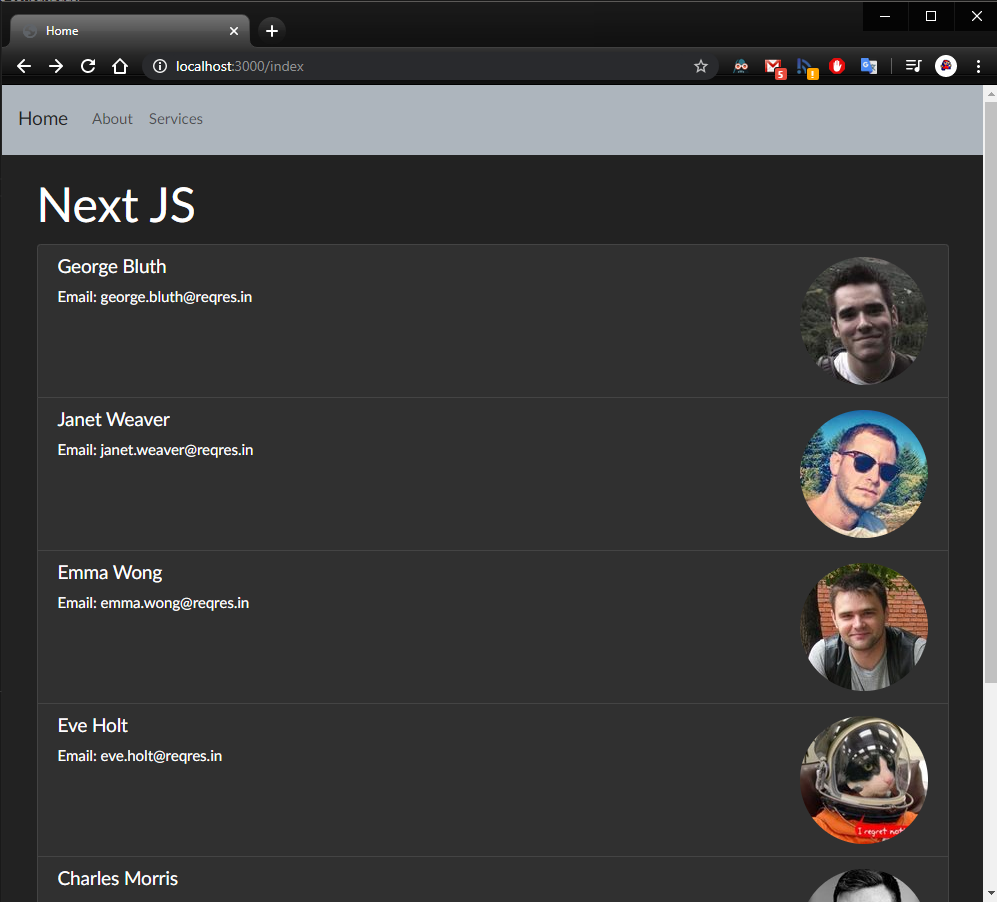 Home
localhost:3000/index
5
Home About Services
Next JS
George Bluth
Email: george.bluth@reqres.in
Janet Weaver
Email: janet.weaver@reqres.in
Emma Wong
Email: emma.wong@reqres.in
Eve Holt
Email: eve.holt@reqres.in
I regret
Charles Morris